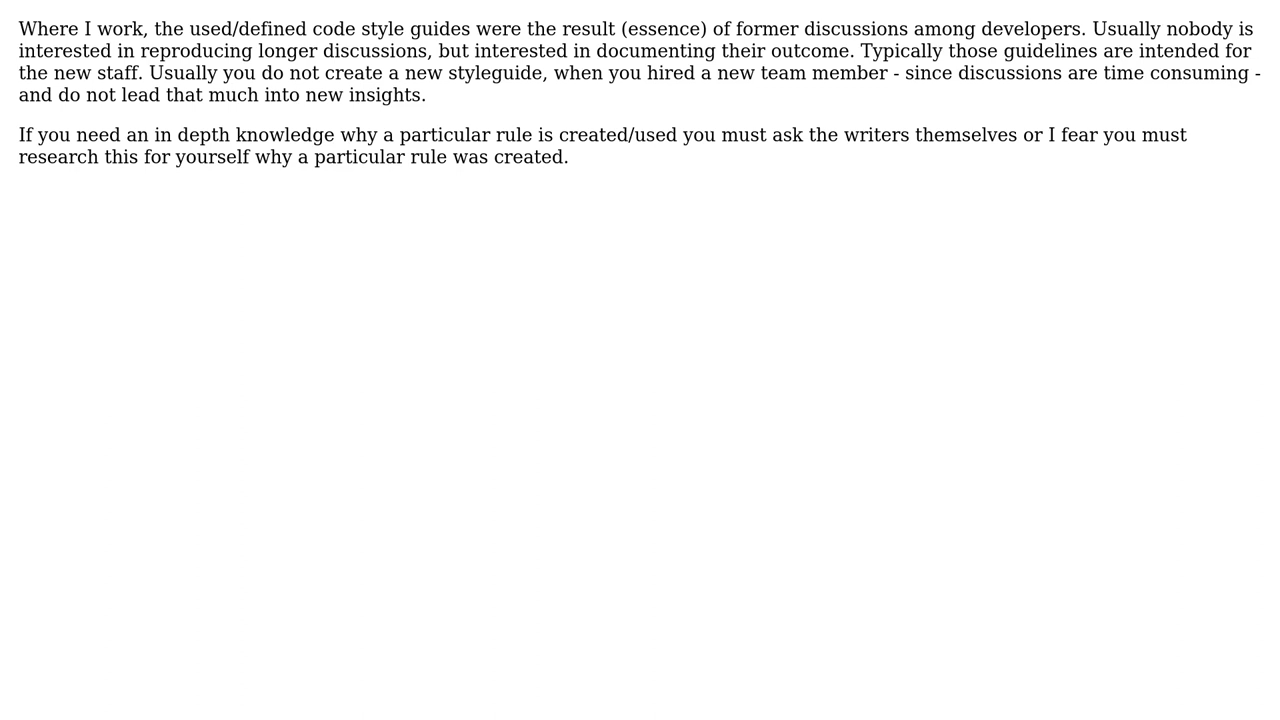 Where I work, the used/defined code style guides were the result (essence) of former discussions among developers. Usually nobody is
interested in reproducing longer discussions, but interested in documenting their outcome. Typically those guidelines are intended for
the new staff. Usually you do not create a new styleguide, when you hired a new team member - since discussions are time consuming -
and do not lead that much into new insights.
If you need an in depth knowledge why a particular rule is created/used you must ask the writers themselves or I fear you must
research this for yourself why a particular rule was created.